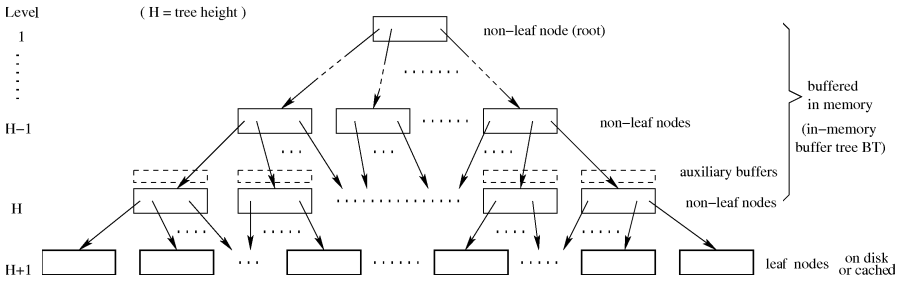 Level
( H = tree height )
1
non-leaf node (root)
buffered
in memory
(in-memory
buffer tree BT)
H-1
non-leaf nodes
auxiliary buffers
H
non-leaf nodes
H+1
leaf nodes
on disk
or cached